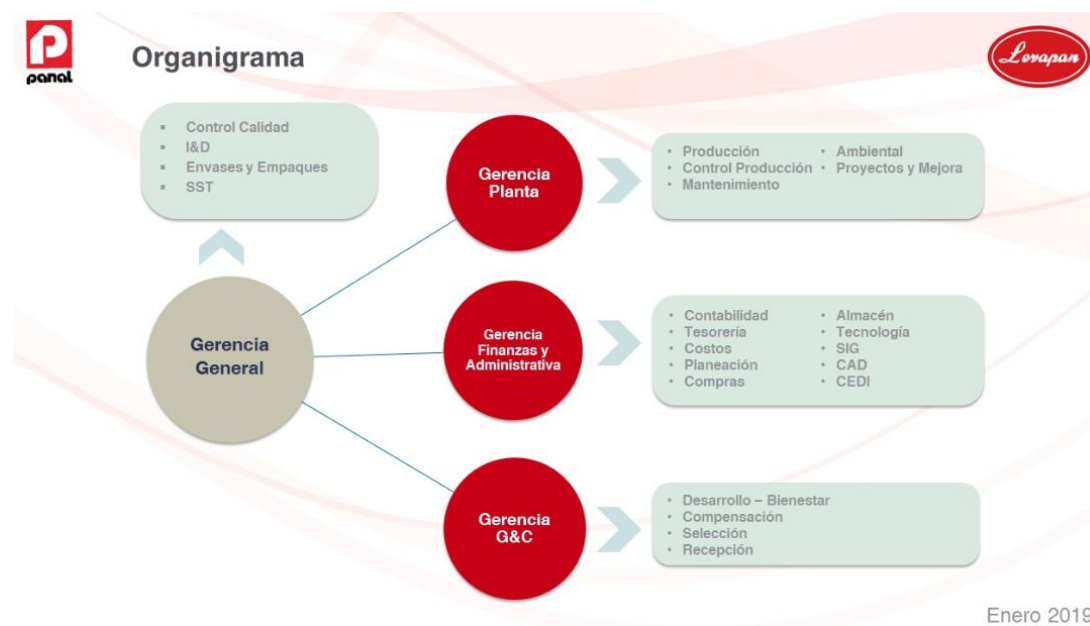 panal
Organigrama
Levapan
Control Calidad
I&D
Envases y Empaques
SST
Gerencia
General
Gerencia
Planta
Producción
Control Producción
Mantenimiento
Ambiental
Proyectos y Mejora
Gerencia
Finanzas y
Administrativa
Contabilidad
Tesorería
Costos
Planeación
Compras
Almacén
Tecnología
SIG
CAD
CEDI
Gerencia
G&C
Desarrollo – Bienestar
Compensación
Selección
Recepción
Enero 2019